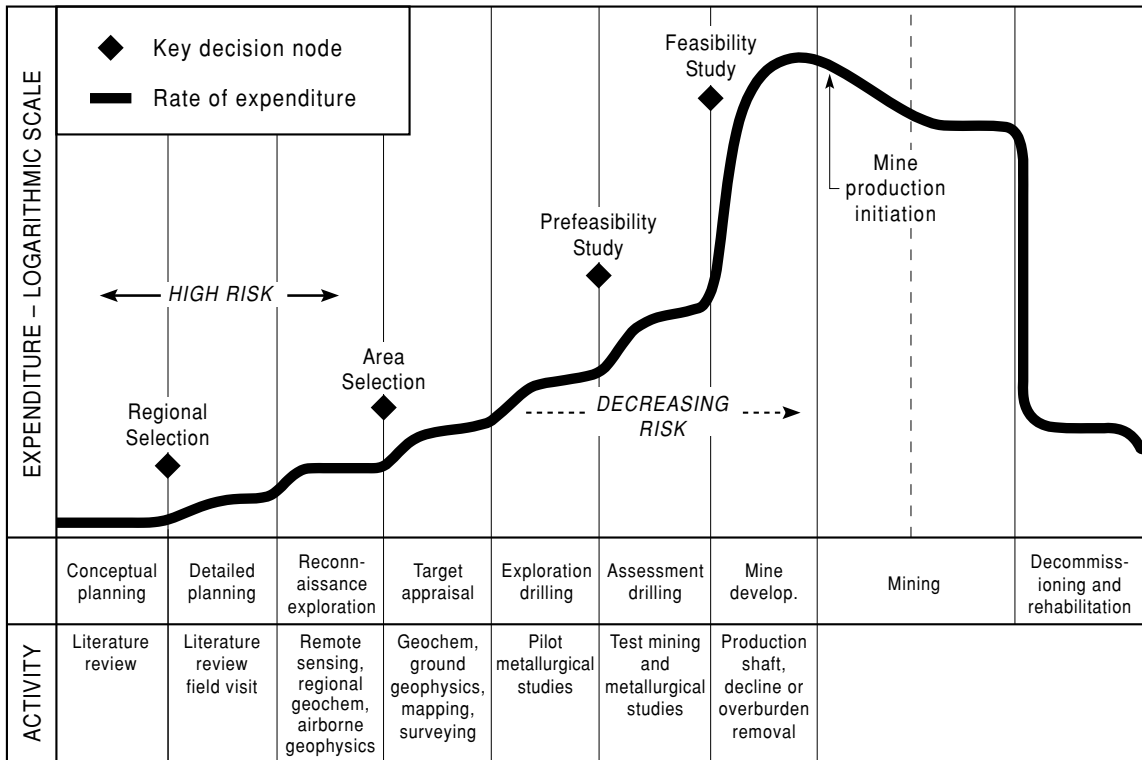 EXPENDITURE – LOGARITHMIC SCALE
Key decision node
Rate of expenditure
Feasibility
Study
Mine
production
initiation
Prefeasibility
Study
HIGH RISK
Area
Selection
DECREASING
RISK
Regional
Selection
Conceptual
planning
Detailed
planning
Reconn-
aissance
exploration
Target
appraisal
Exploration
drilling
Assessment
drilling
Mine
develop.
Mining
Decommiss-
ioning and
rehabilitation
ACTIVITY
Literature
review
Literature
review
field visit
Remote
sensing,
regional
geochem,
airborne
geophysics
Geochem,
ground
geophysics,
mapping,
surveying
Pilot
metallurgical
studies
Test mining
and
metallurgical
studies
Production
shaft,
decline or
overburden
removal